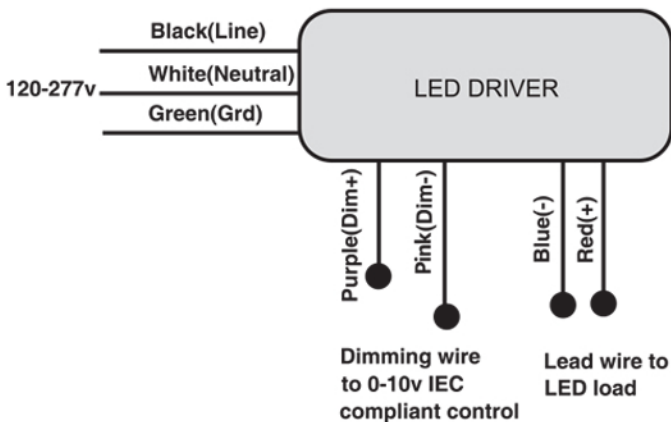 Black(Line)
White(Neutral)
120-277v
Green(Grd)
LED DRIVER
Purple(Dim+)
Pink(Dim-)
Blue(-)
Red(+)
Dimming wire
to 0-10v IEC
compliant control
Lead wire to
LED load